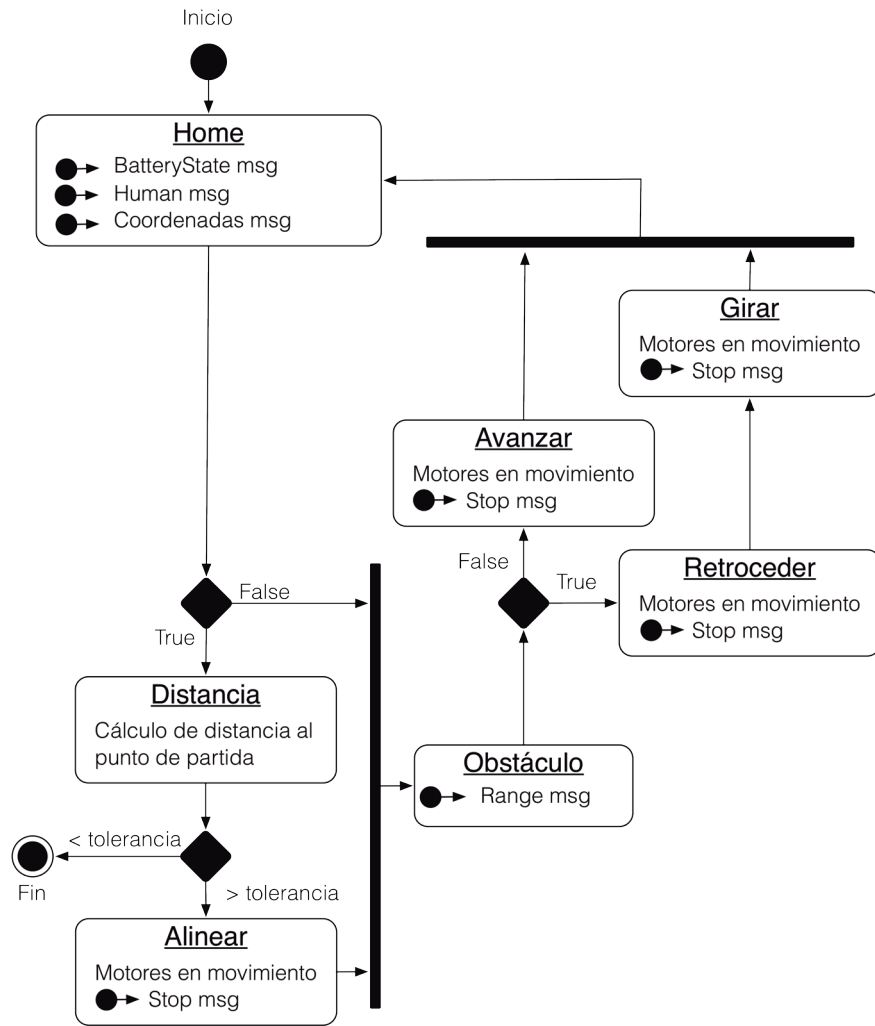 Inicio
Home
BatteryState msg
Human msg
Coordenadas msg
Girar
Motores en movimiento
Stop msg
Avanzar
Motores en movimiento
Stop msg
False
True
Retroceder
Motores en movimiento
Stop msg
False
True
Distancia
Cálculo de distancia al
punto de partida
Obstáculo
Range msg
< tolerancia
Fin
> tolerancia
Alinear
Motores en movimiento
Stop msg